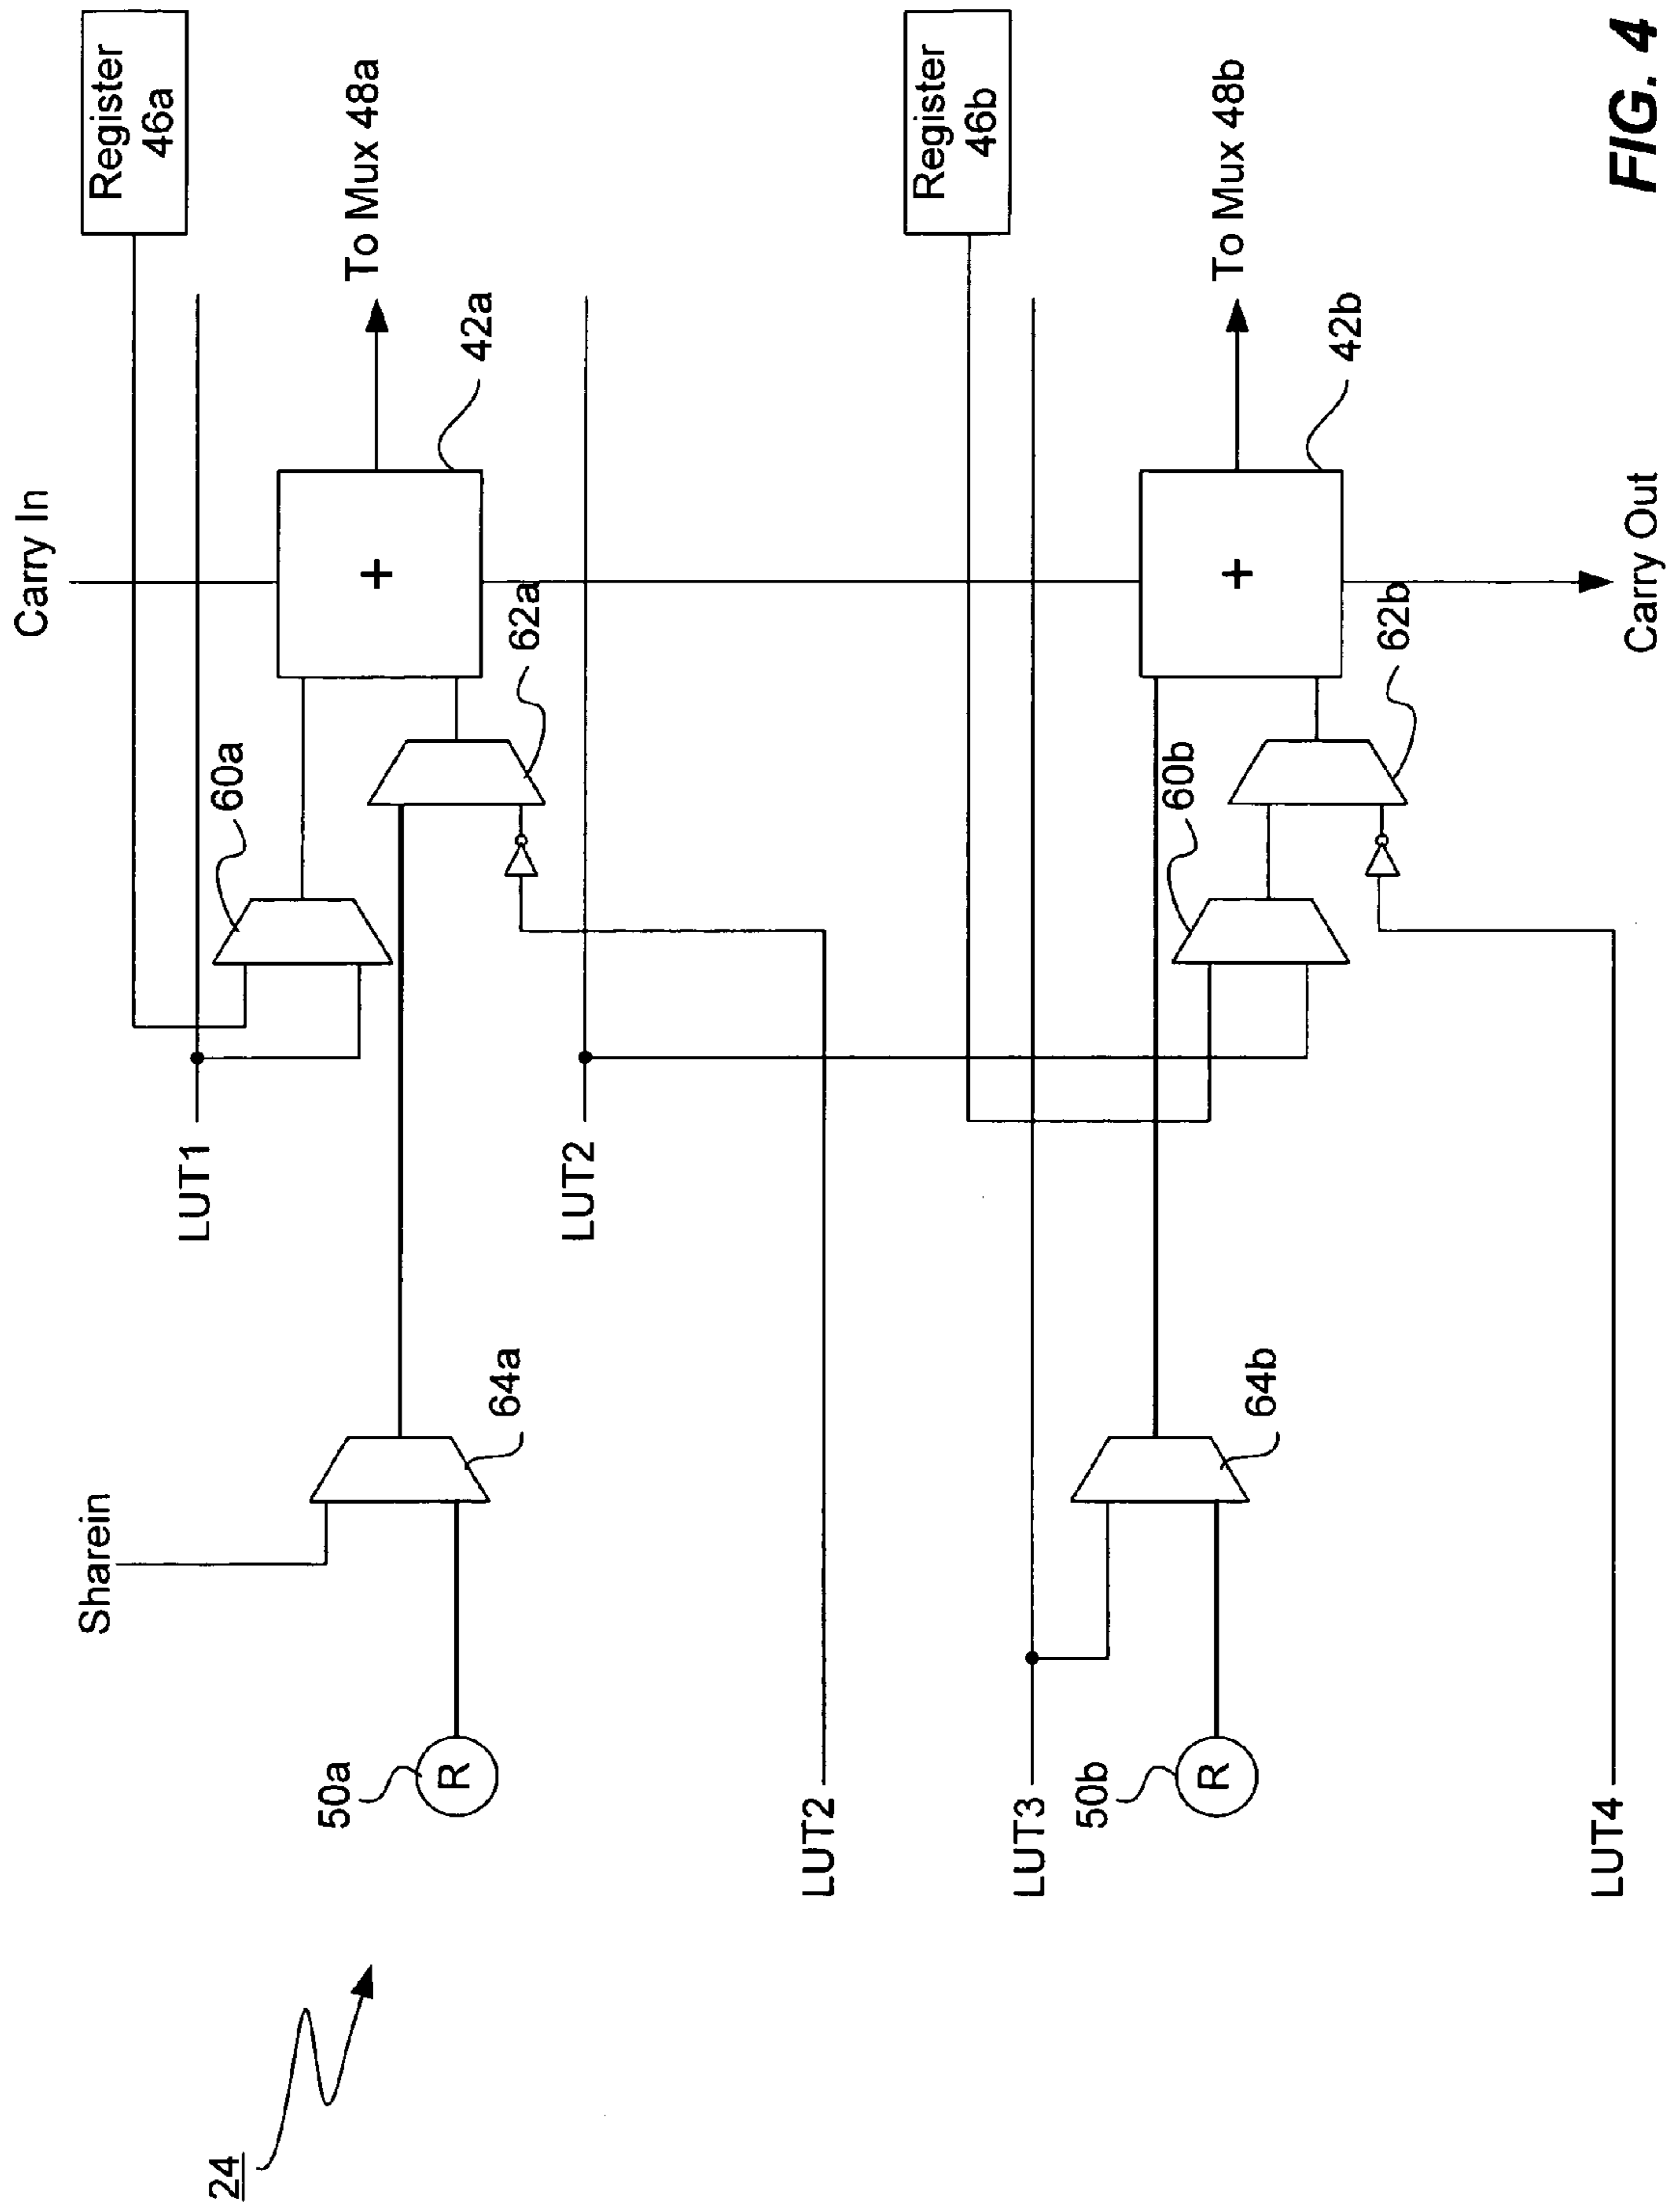 Carry In
Register
46a
60a
LUT1
Sharein
To Mux 48a
42a
62a
64a
50a
R
LUT2
LUT2
Register
46b
LUT3
60b
To Mux 48b
42b
62b
64b
50b
R
LUT4
Carry Out
24
FIG. 4